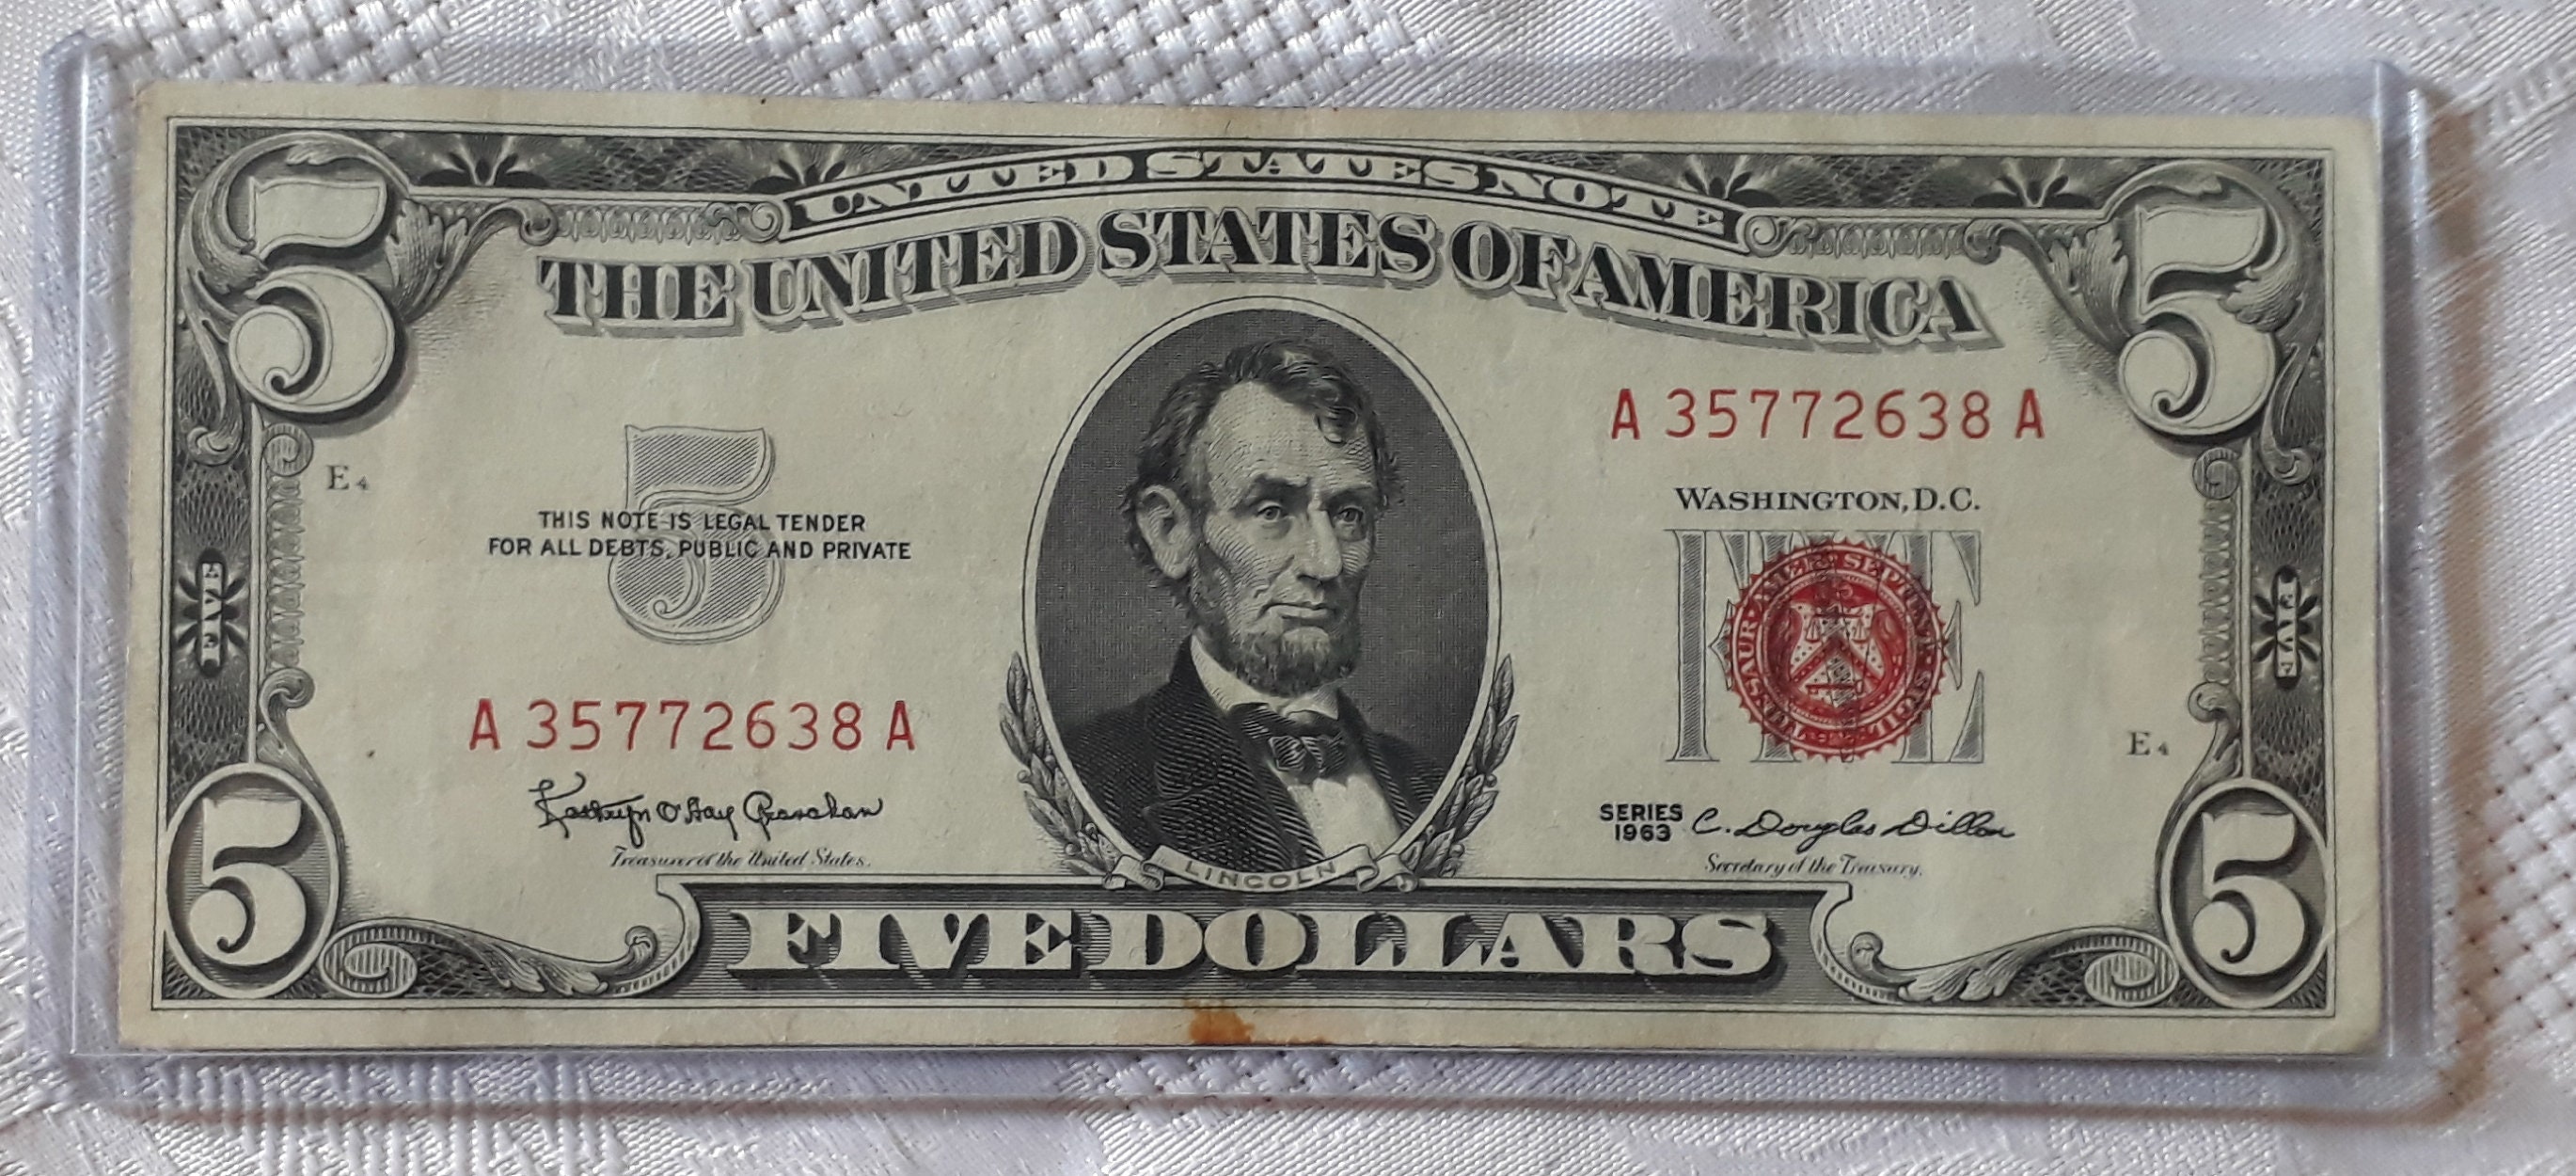 5 5
UNITED STATES NOTE
THE UNITED STATES OF AMERICA
A 35772638 A
E 4
5
WASHINGTON, D.C.
THIS NOTE IS LEGAL TENDER
FOR ALL DEBTS, PUBLIC AND PRIVATE
FIVE
FIVE
FIVE
A 35772638 A
E 4
Kathryn O'Hay Granahan
Treasurer of the United States.
SERIES
1963
C. Douglas Dillon
Secretary of the Treasury.
LINCOLN
5 5
FIVE DOLLARS